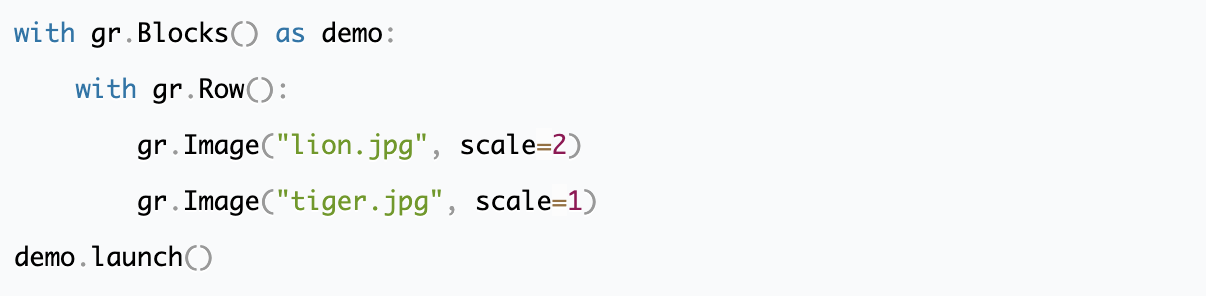 with gr.Blocks() as demo:
    with gr.Row():
        gr.Image("lion.jpg", scale=2)
        gr.Image("tiger.jpg", scale=1)
demo.launch()